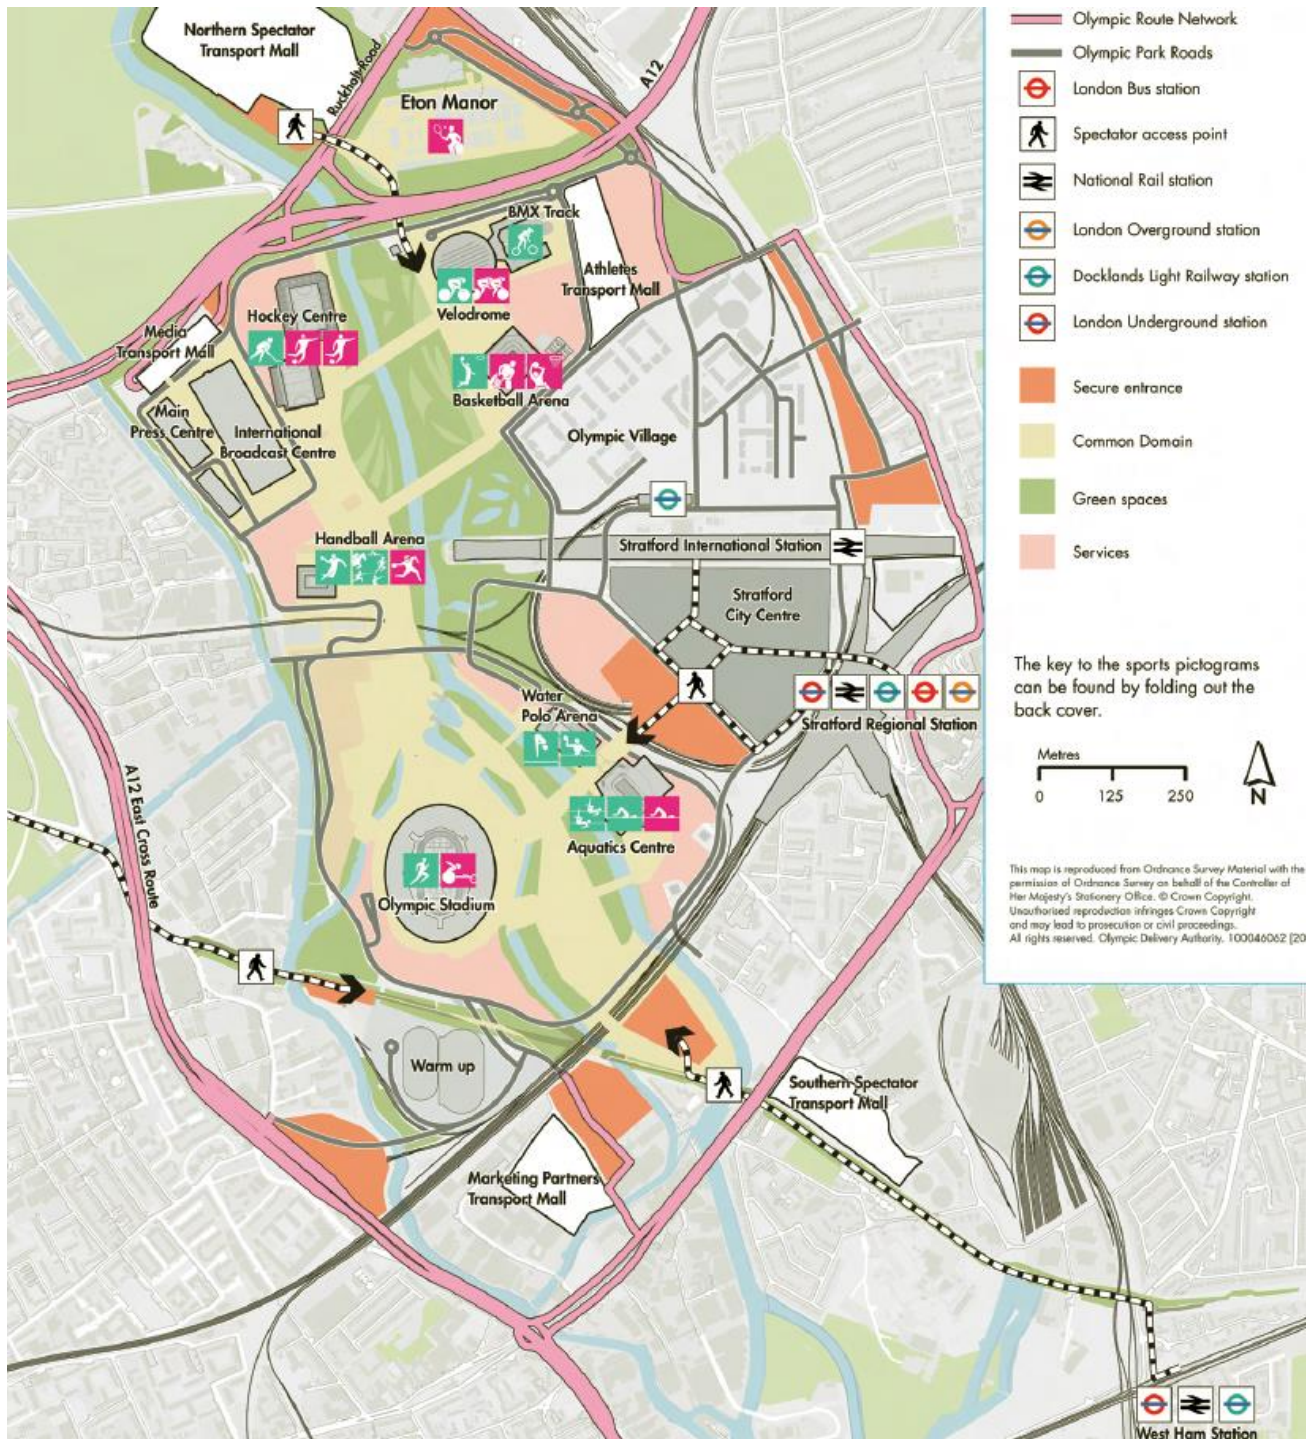 Northern Spectator
Transport Mall
Ruckholt Road
A12
Eton Manor
BMX Track
Athletes
Transport Mall
Velodrome
Hockey Centre
Media
Transport Mall
Basketball Arena
Main
Press Centre
International
Broadcast Centre
Olympic Village
Handball Arena
Stratford International Station
Stratford
City Centre
Water
Polo Arena
Stratford Regional Station
A12 East Cross Route
Aquatics Centre
Olympic Stadium
Warm up
Southern Spectator
Transport Mall
Marketing Partners
Transport Mall
West Ham Station
Olympic Route Network
Olympic Park Roads
London Bus station
Spectator access point
National Rail station
London Overground station
Docklands Light Railway station
London Underground station
Secure entrance
Common Domain
Green spaces
Services
The key to the sports pictograms
can be found by folding out the
back cover.
Metres
0 125 250
N
This map is reproduced from Ordnance Survey Material with the
permission of Ordnance Survey on behalf of the Controller of
Her Majesty's Stationery Office. © Crown Copyright.
Unauthorised reproduction infringes Crown Copyright
and may lead to prosecution or civil proceedings.
All rights reserved. Olympic Delivery Authority, 100046062 [20